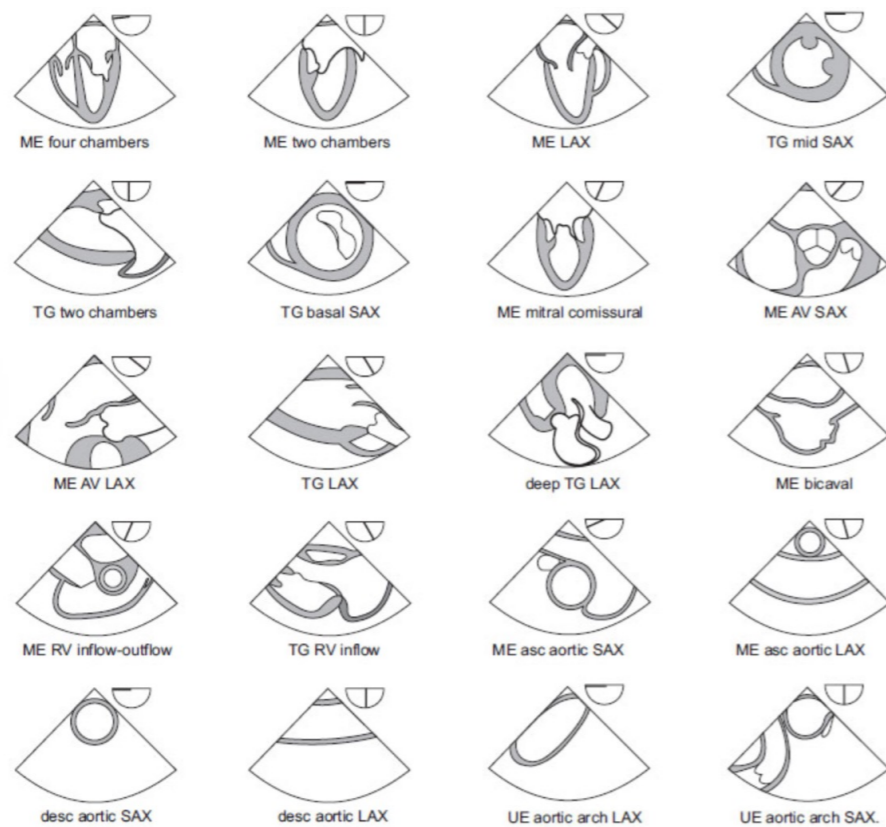 ME four chambers
ME two chambers
ME LAX
TG mid SAX
TG two chambers
TG basal SAX
ME mitral comissural
ME AV SAX
ME AV LAX
TG LAX
deep TG LAX
ME bicaval
ME RV inflow-outflow
TG RV inflow
ME asc aortic SAX
ME asc aortic LAX
desc aortic SAX
desc aortic LAX
UE aortic arch LAX
UE aortic arch SAX.